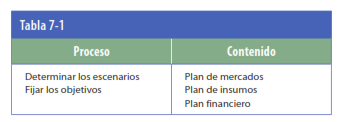 Tabla 7-1
Proceso Contenido
Determinar los escenarios Plan de mercados
Fijar los objetivos Plan de insumos
Plan financiero